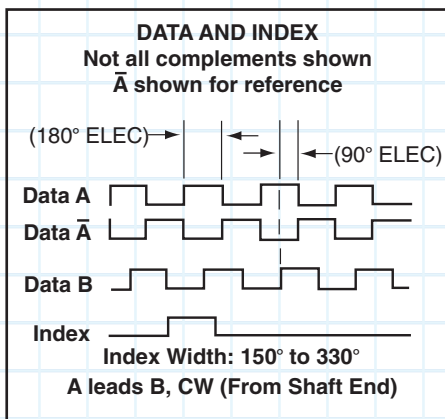 DATA AND INDEX
Not all complements shown
A̅ shown for reference
(180° ELEC)
(90° ELEC)
Data A
Data A̅
Data B
Index
Index Width: 150° to 330°
A leads B, CW (From Shaft End)